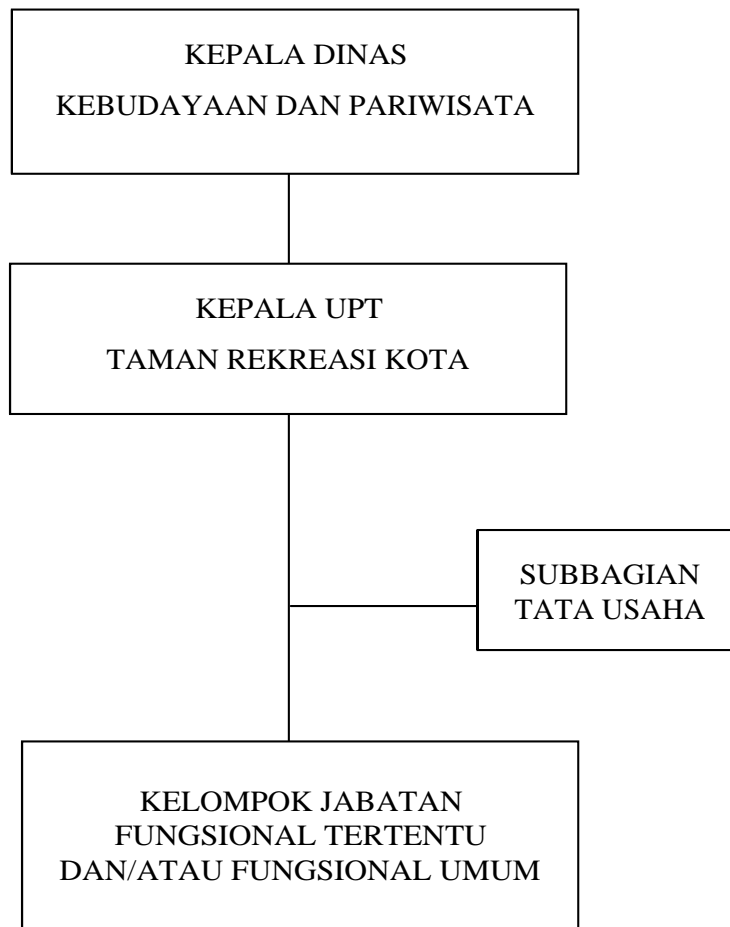 KEPALA DINAS
KEBUDAYAAN DAN PARIWISATA
KEPALA UPT
TAMAN REKREASI KOTA
SUBBAGIAN
TATA USAHA
KELOMPOK JABATAN
FUNGSIONAL TERTENTU
DAN/ATAU FUNGSIONAL UMUM